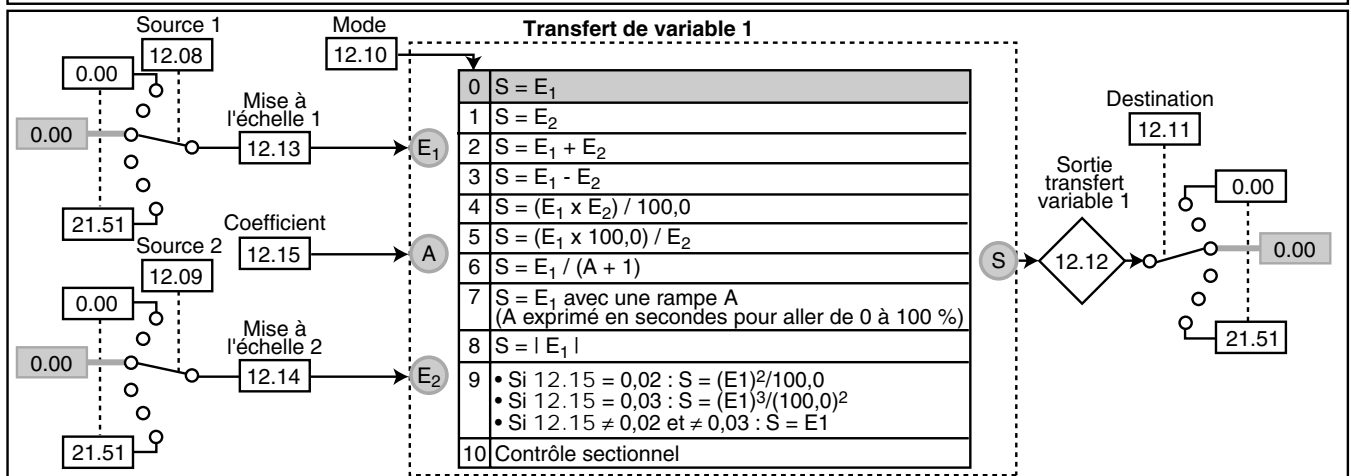 Transfert de variable 1
Source 1
12.08
Mode
12.10
0.00
0.00
21.51
Mise à
l'échelle 1
12.13
E1
Coefficient
12.15
A
Source 2
12.09
0.00
0.00
21.51
Mise à
l'échelle 2
12.14
E2
0 S = E1
1 S = E2
2 S = E1 + E2
3 S = E1 - E2
4 S = (E1 x E2) / 100,0
5 S = (E1 x 100,0) / E2
6 S = E1 / (A + 1)
7 S = E1 avec une rampe A
(A exprimé en secondes pour aller de 0 à 100 %)
8 S = | E1 |
9 • Si 12.15 = 0,02 : S = (E1)²/100,0
• Si 12.15 = 0,03 : S = (E1)³/(100,0)²
• Si 12.15 ≠ 0,02 et ≠ 0,03 : S = E1
10 Contrôle sectionnel
S
Sortie
transfert
variable 1
12.12
Destination
12.11
0.00
0.00
21.51